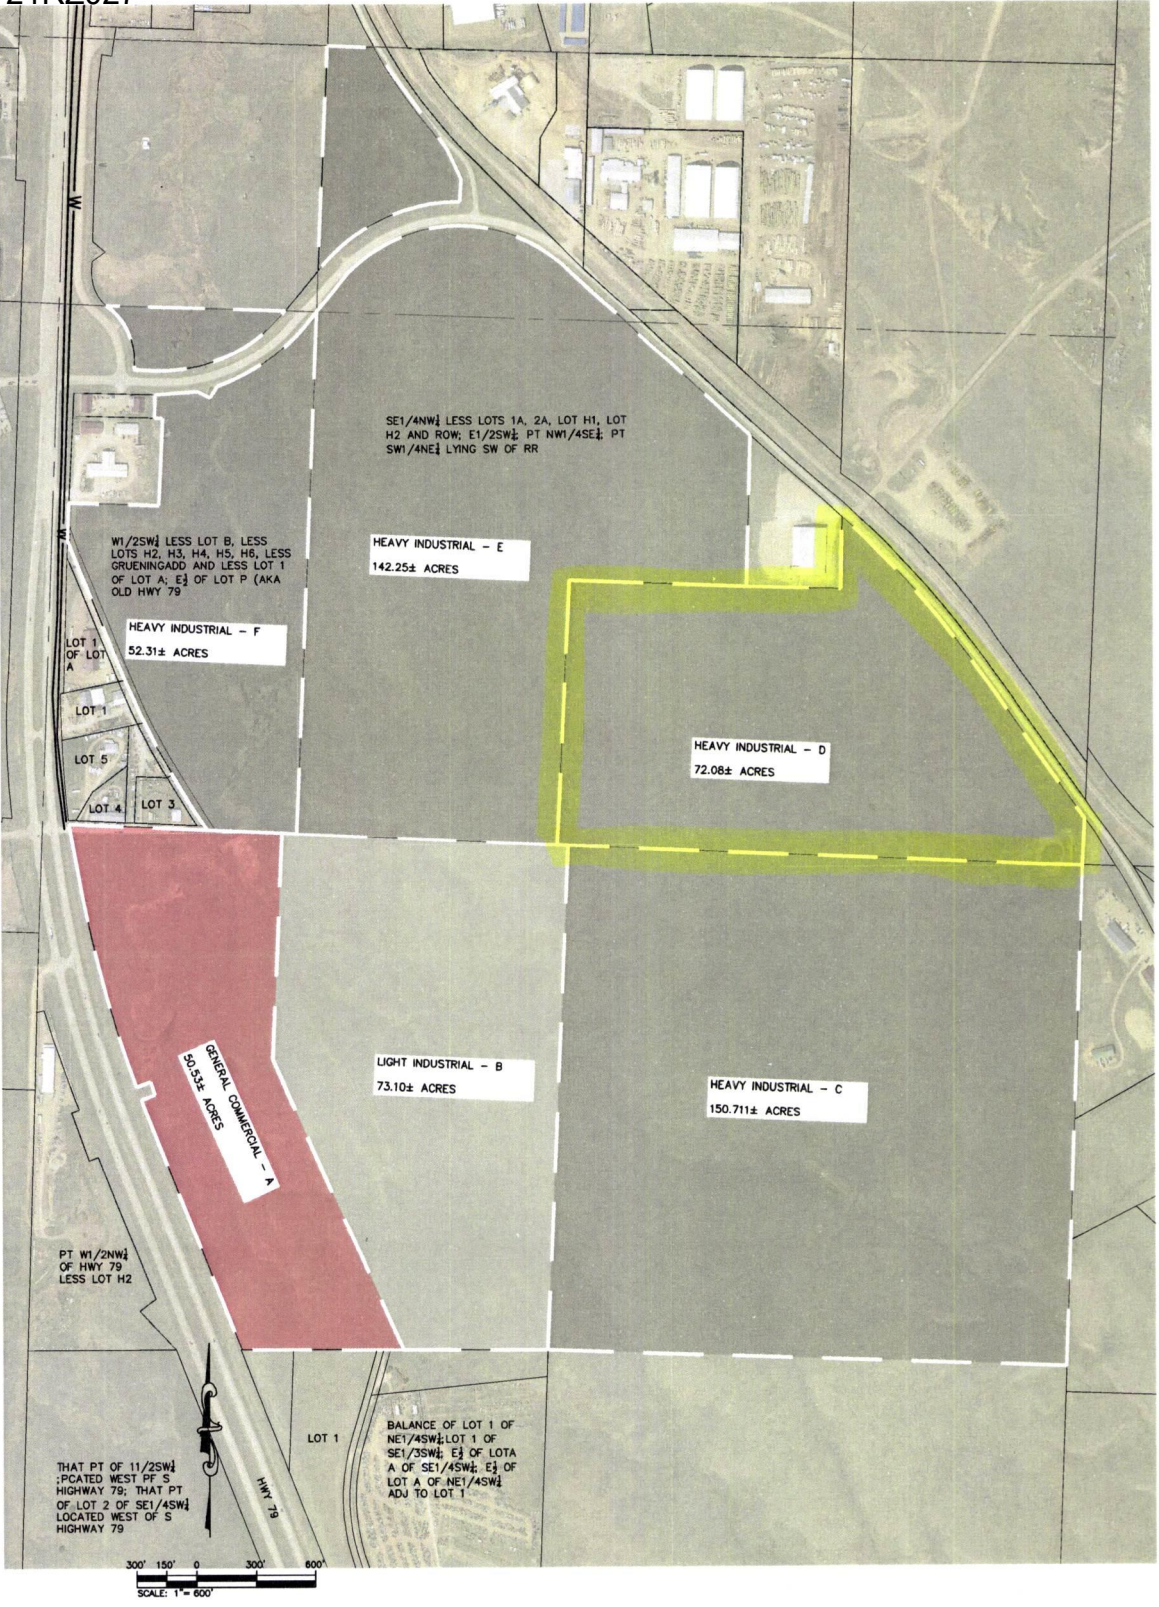 W
SE1/4NW¼ LESS LOTS 1A, 2A, LOT H1, LOT
H2 AND ROW; E1/2SW¼; PT NW1/4SE¼; PT
SW1/4NE¼ LYING SW OF RR
W
W1/2SW¼ LESS LOT B, LESS
LOTS H2, H3, H4, H5, H6, LESS
GRUENINGADD AND LESS LOT 1
OF LOT A; E½ OF LOT P (AKA
OLD HWY 79
HEAVY INDUSTRIAL - E
142.25± ACRES
HEAVY INDUSTRIAL - F
52.31± ACRES
LOT 1
OF LOT
A
LOT 1
LOT 5
LOT 4
LOT 3
HEAVY INDUSTRIAL - D
72.08± ACRES
GENERAL COMMERCIAL - A
50.53± ACRES
LIGHT INDUSTRIAL - B
73.10± ACRES
HEAVY INDUSTRIAL - C
150.711± ACRES
PT W1/2NW¼
OF HWY 79
LESS LOT H2
LOT 1
BALANCE OF LOT 1 OF
NE1/4SW¼;LOT 1 OF
SE1/3SW¼; E½ OF LOTA
A OF SE1/4SW¼; E½ OF
LOT A OF NE1/4SW¼
ADJ TO LOT 1
THAT PT OF 11/2SW¼
;PCATED WEST PF S
HIGHWAY 79; THAT PT
OF LOT 2 OF SE1/4SW¼
LOCATED WEST OF S
HIGHWAY 79
HWY 79
300' 150' 0 300' 600'
SCALE: 1"= 600'